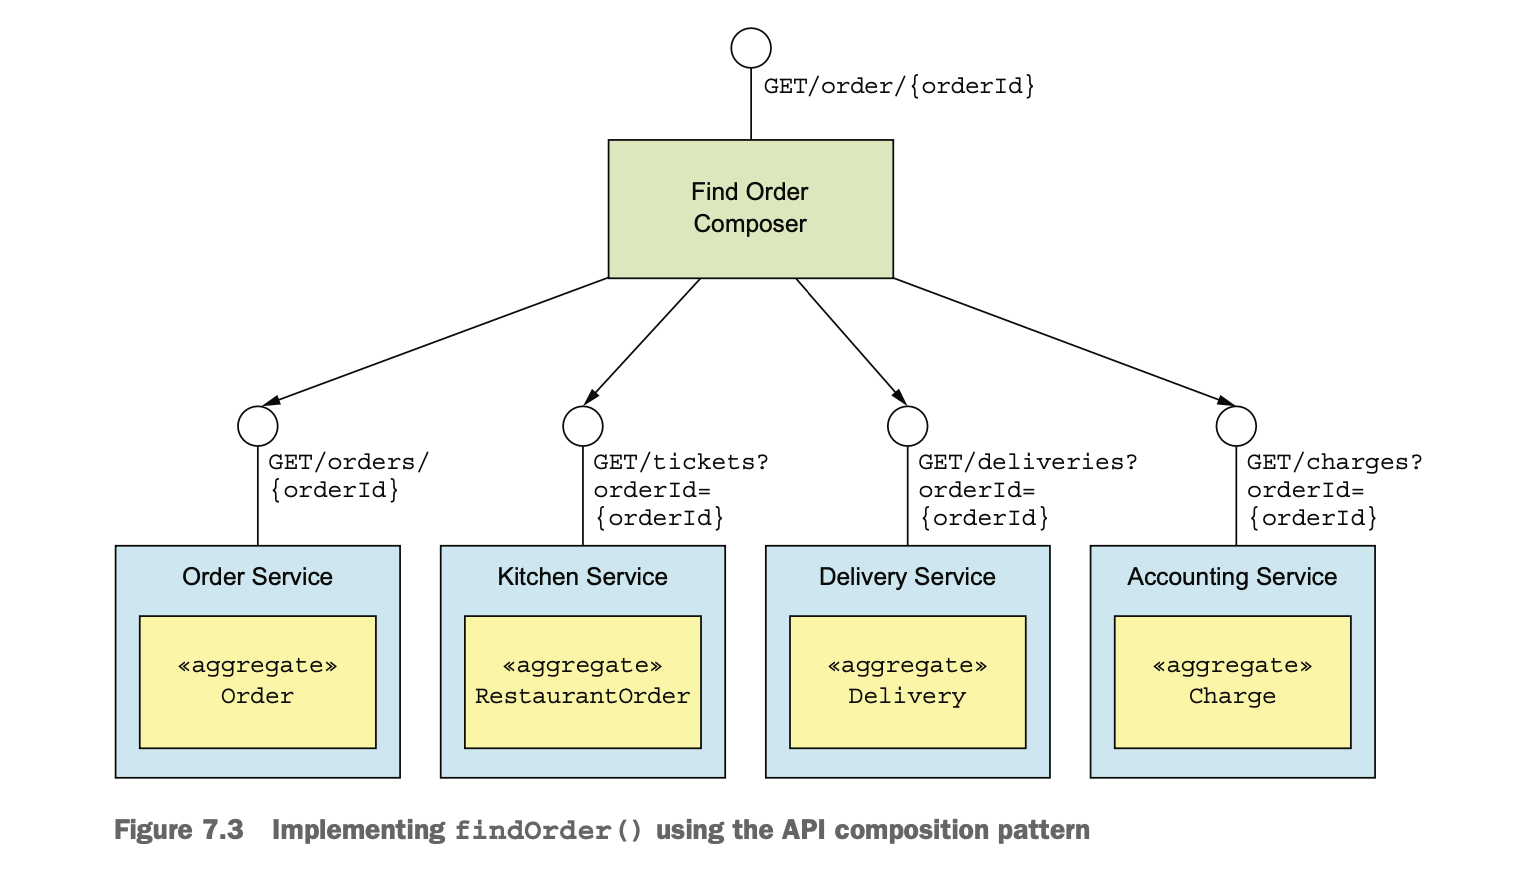 GET/order/{orderId}
Find Order
Composer
GET/orders/
{orderId}
GET/tickets?
orderId=
{orderId}
GET/deliveries?
orderId=
{orderId}
GET/charges?
orderId=
{orderId}
Order Service
«aggregate»
Order
Kitchen Service
«aggregate»
RestaurantOrder
Delivery Service
«aggregate»
Delivery
Accounting Service
«aggregate»
Charge
Figure 7.3 Implementing findOrder() using the API composition pattern